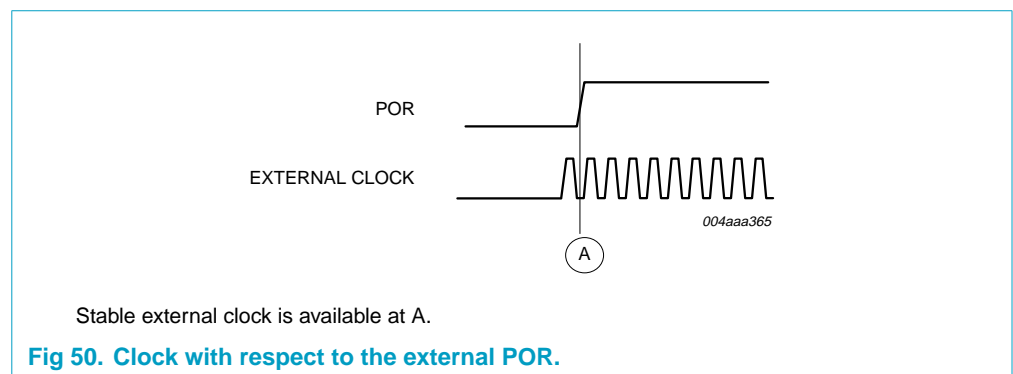 POR
EXTERNAL CLOCK
004aaa365
A
Stable external clock is available at A.
Fig 50. Clock with respect to the external POR.